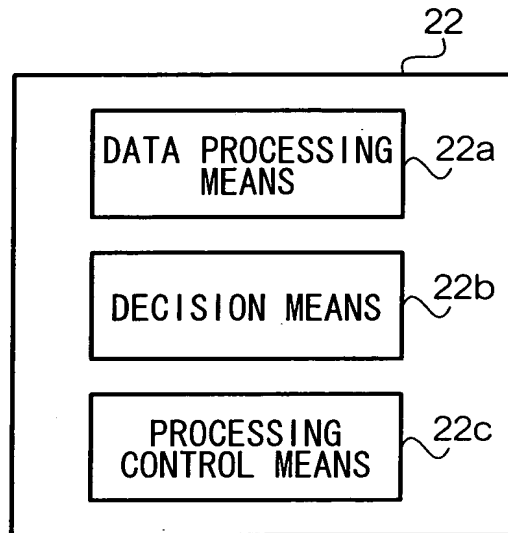 22
DATA PROCESSING
MEANS
22a
DECISION MEANS
22b
PROCESSING
CONTROL MEANS
22c